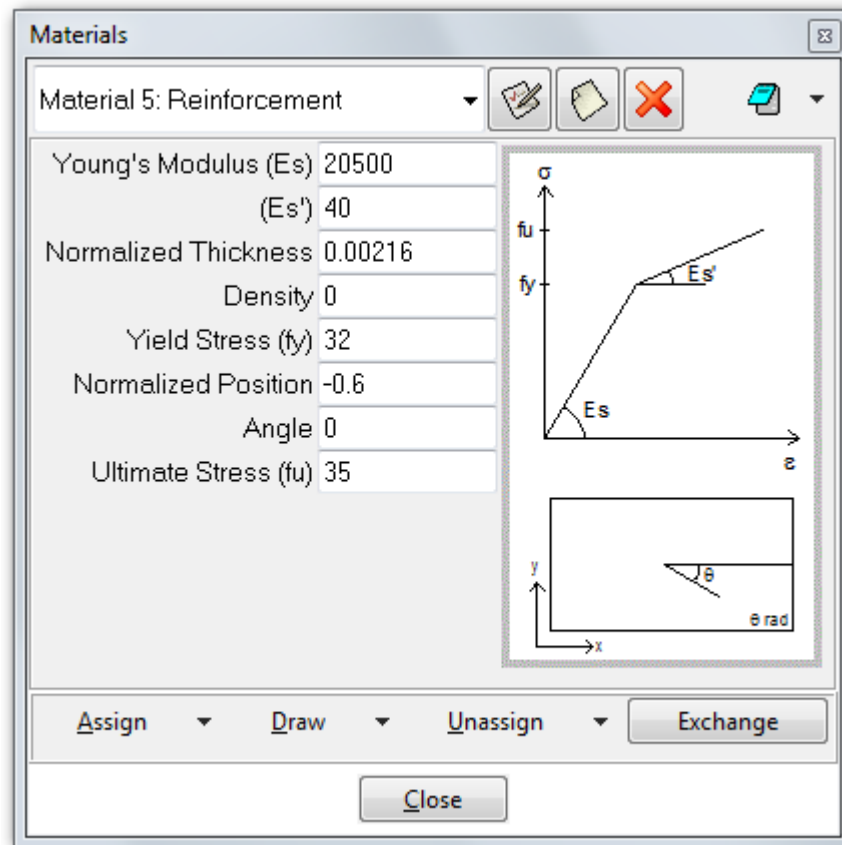 Materials
Material 5: Reinforcement
Young's Modulus (Es) 20500
(Es') 40
Normalized Thickness 0.00216
Density 0
Yield Stress (fy) 32
Normalized Position -0.6
Angle 0
Ultimate Stress (fu) 35
σ
fu
fy
Es'
Es
ε
y
θ
θ rad
x
Assign Draw Unassign Exchange
Close